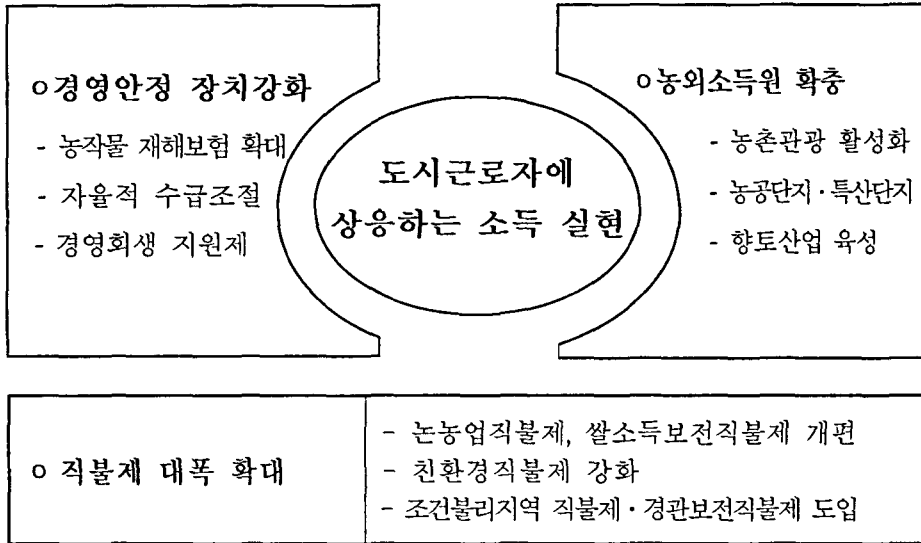 o경영안정 장치강화
- 농작물 재해보험 확대
- 자율적 수급조절
- 경영회생 지원제
도시근로자에
상응하는 소득 실현
o농외소득원 확충
- 농촌관광 활성화
- 농공단지·특산단지
- 향토산업 육성
o 직불제 대폭 확대
- 논농업직불제, 쌀소득보전직불제 개편
- 친환경직불제 강화
- 조건불리지역 직불제·경관보전직불제 도입